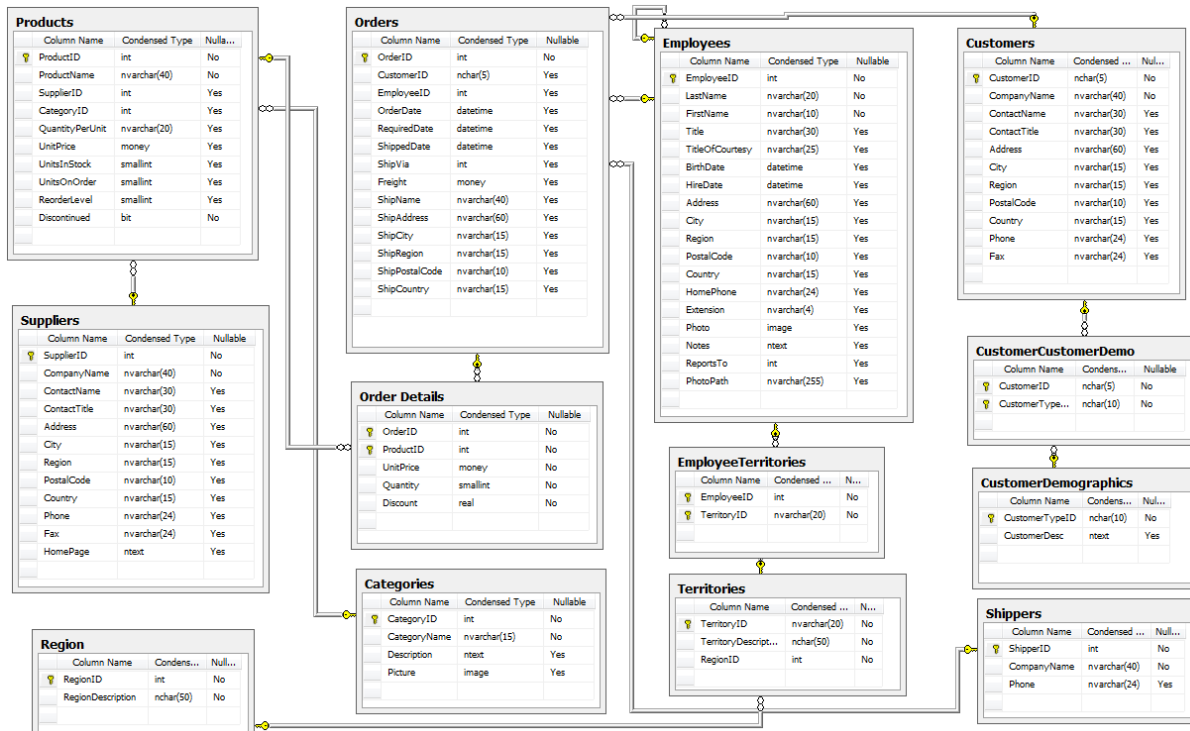 Products
Column Name Condensed Type Nulla...
ProductID int No
ProductName nvarchar(40) No
SupplierID int Yes
CategoryID int Yes
QuantityPerUnit nvarchar(20) Yes
UnitPrice money Yes
UnitsInStock smallint Yes
UnitsOnOrder smallint Yes
ReorderLevel smallint Yes
Discontinued bit No
Orders
Column Name Condensed Type Nullable
OrderID int No
CustomerID nchar(5) Yes
EmployeeID int Yes
OrderDate datetime Yes
RequiredDate datetime Yes
ShippedDate datetime Yes
ShipVia int Yes
Freight money Yes
ShipName nvarchar(40) Yes
ShipAddress nvarchar(60) Yes
ShipCity nvarchar(15) Yes
ShipRegion nvarchar(15) Yes
ShipPostalCode nvarchar(10) Yes
ShipCountry nvarchar(15) Yes
Employees
Column Name Condensed Type Nullable
EmployeeID int No
LastName nvarchar(20) No
FirstName nvarchar(10) No
Title nvarchar(30) Yes
TitleOfCourtesy nvarchar(25) Yes
BirthDate datetime Yes
HireDate datetime Yes
Address nvarchar(60) Yes
City nvarchar(15) Yes
Region nvarchar(15) Yes
PostalCode nvarchar(10) Yes
Country nvarchar(15) Yes
HomePhone nvarchar(24) Yes
Extension nvarchar(4) Yes
Photo image Yes
Notes ntext Yes
ReportsTo int Yes
PhotoPath nvarchar(255) Yes
Customers
Column Name Condensed ... Nul...
CustomerID nchar(5) No
CompanyName nvarchar(40) No
ContactName nvarchar(30) Yes
ContactTitle nvarchar(30) Yes
Address nvarchar(60) Yes
City nvarchar(15) Yes
Region nvarchar(15) Yes
PostalCode nvarchar(10) Yes
Country nvarchar(15) Yes
Phone nvarchar(24) Yes
Fax nvarchar(24) Yes
Suppliers
Column Name Condensed Type Nullable
SupplierID int No
CompanyName nvarchar(40) No
ContactName nvarchar(30) Yes
ContactTitle nvarchar(30) Yes
Address nvarchar(60) Yes
City nvarchar(15) Yes
Region nvarchar(15) Yes
PostalCode nvarchar(10) Yes
Country nvarchar(15) Yes
Phone nvarchar(24) Yes
Fax nvarchar(24) Yes
HomePage ntext Yes
Order Details
Column Name Condensed Type Nullable
OrderID int No
ProductID int No
UnitPrice money No
Quantity smallint No
Discount real No
CustomerCustomerDemo
Column Name Condens... Nullable
CustomerID nchar(5) No
CustomerType... nchar(10) No
EmployeeTerritories
Column Name Condensed ... N...
EmployeeID int No
TerritoryID nvarchar(20) No
CustomerDemographics
Column Name Condens... Nul...
CustomerTypeID nchar(10) No
CustomerDesc ntext Yes
Categories
Column Name Condensed Type Nullable
CategoryID int No
CategoryName nvarchar(15) No
Description ntext Yes
Picture image Yes
Territories
Column Name Condensed ... N...
TerritoryID nvarchar(20) No
TerritoryDescript... nchar(50) No
RegionID int No
Shippers
Column Name Condensed ... Null...
ShipperID int No
CompanyName nvarchar(40) No
Phone nvarchar(24) Yes
Region
Column Name Condens... Null...
RegionID int No
RegionDescription nchar(50) No